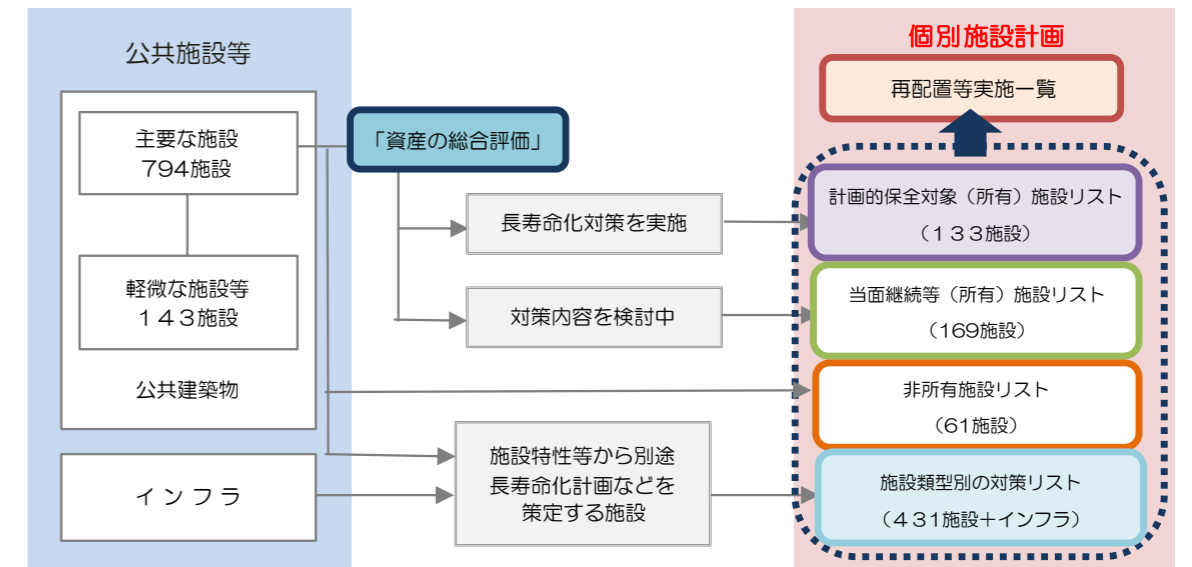 公共施設等
主要な施設
794施設
軽微な施設等
１４３施設
公共建築物
インフラ
「資産の総合評価」
長寿命化対策を実施
対策内容を検討中
施設特性等から別途
長寿命化計画などを
策定する施設
個別施設計画
再配置等実施一覧
計画的保全対象（所有）施設リスト
（１３３施設）
当面継続等（所有）施設リスト
（169施設）
非所有施設リスト
（61施設）
施設類型別の対策リスト
（４３１施設＋インフラ）